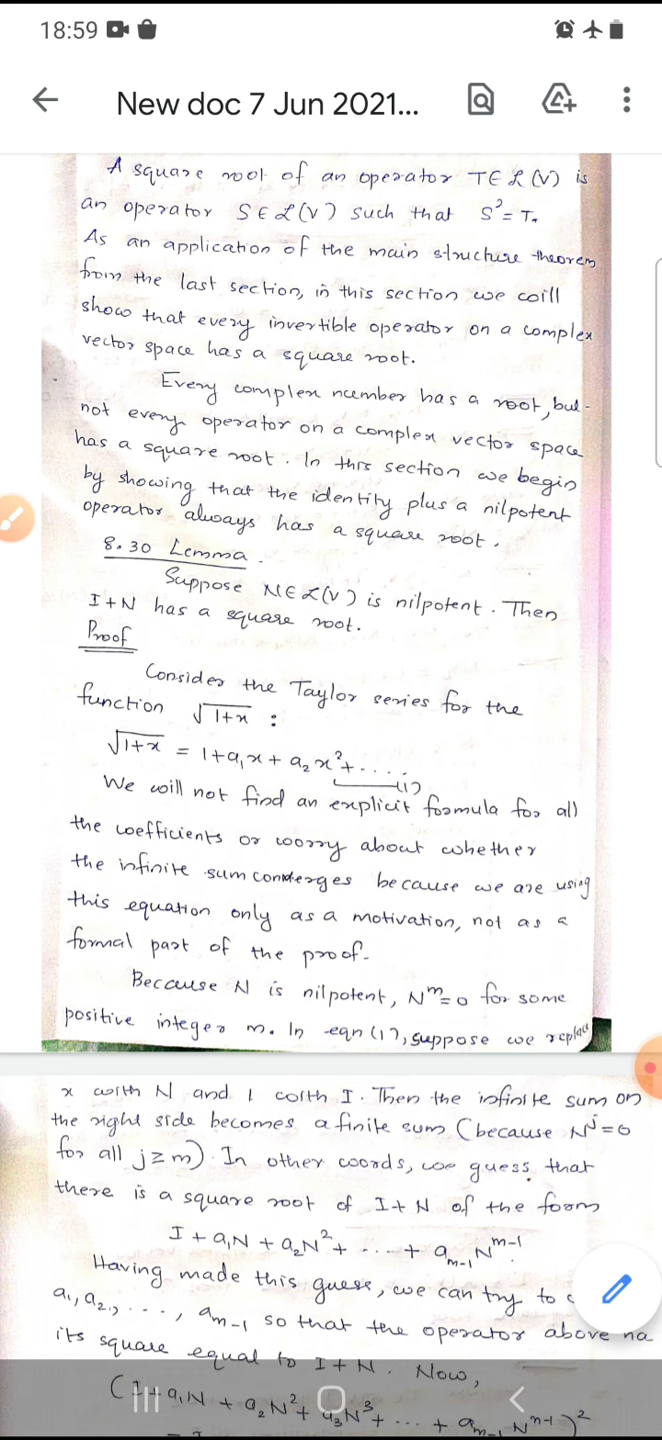 18:59
New doc 7 Jun 2021...
A square root of an operator T∈ L(V) is
an operator S∈L(V) such that S²=T.
As an application of the main structure theorem
from the last section, in this section we will
show that every invertible operator on a complex
vector space has a square root.
Every complex number has a root, but-
not every operator on a complex vector space
has a square root. In this section we begin
by showing that the identity plus a nilpotent
operator always has a square root.
8.30 Lemma.
Suppose N∈L(V) is nilpotent. Then
I+N has a square root.
Proof
Consider the Taylor series for the
function √1+x :
√1+x = 1+a₁x+ a₂x²+.... (1)
We will not find an explicit formula for all
the coefficients or worry about whether
the infinite sum converges because we are using
this equation only as a motivation, not as a
formal part of the proof.
Because N is nilpotent, Nᵐ=0 for some
positive integer m. In eqn (1), suppose we replace
x with N and 1 with I. Then the infinite sum on
the right side becomes a finite sum (because Nʲ=0
for all j≥m). In other words, we guess that
there is a square root of I+N of the form
I + a₁N + a₂N²+ ... + aₘ₋₁Nᵐ⁻¹.
Having made this guess, we can try to
a₁, a₂, ..., aₘ₋₁ so that the operator above ha
its square equal to I+N. Now,
(I+a₁N + a₂N²+ a₃N³+ ... + aₘ₋₁Nᵐ⁻¹)²